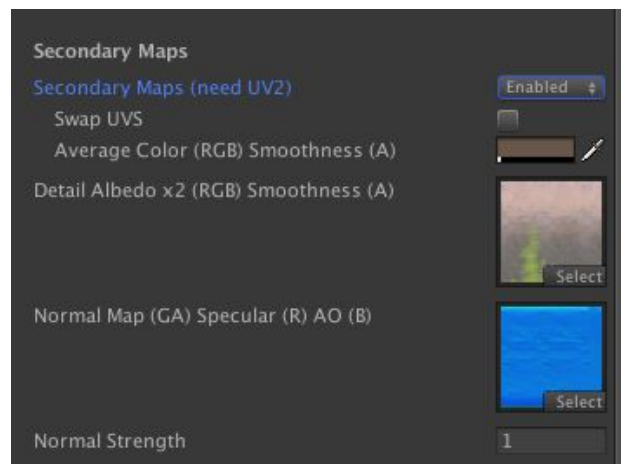 Secondary Maps
Secondary Maps (need UV2) Enabled
Swap UVS
Average Color (RGB) Smoothness (A)
Detail Albedo x2 (RGB) Smoothness (A)
Select
Normal Map (GA) Specular (R) AO (B)
Select
Normal Strength 1